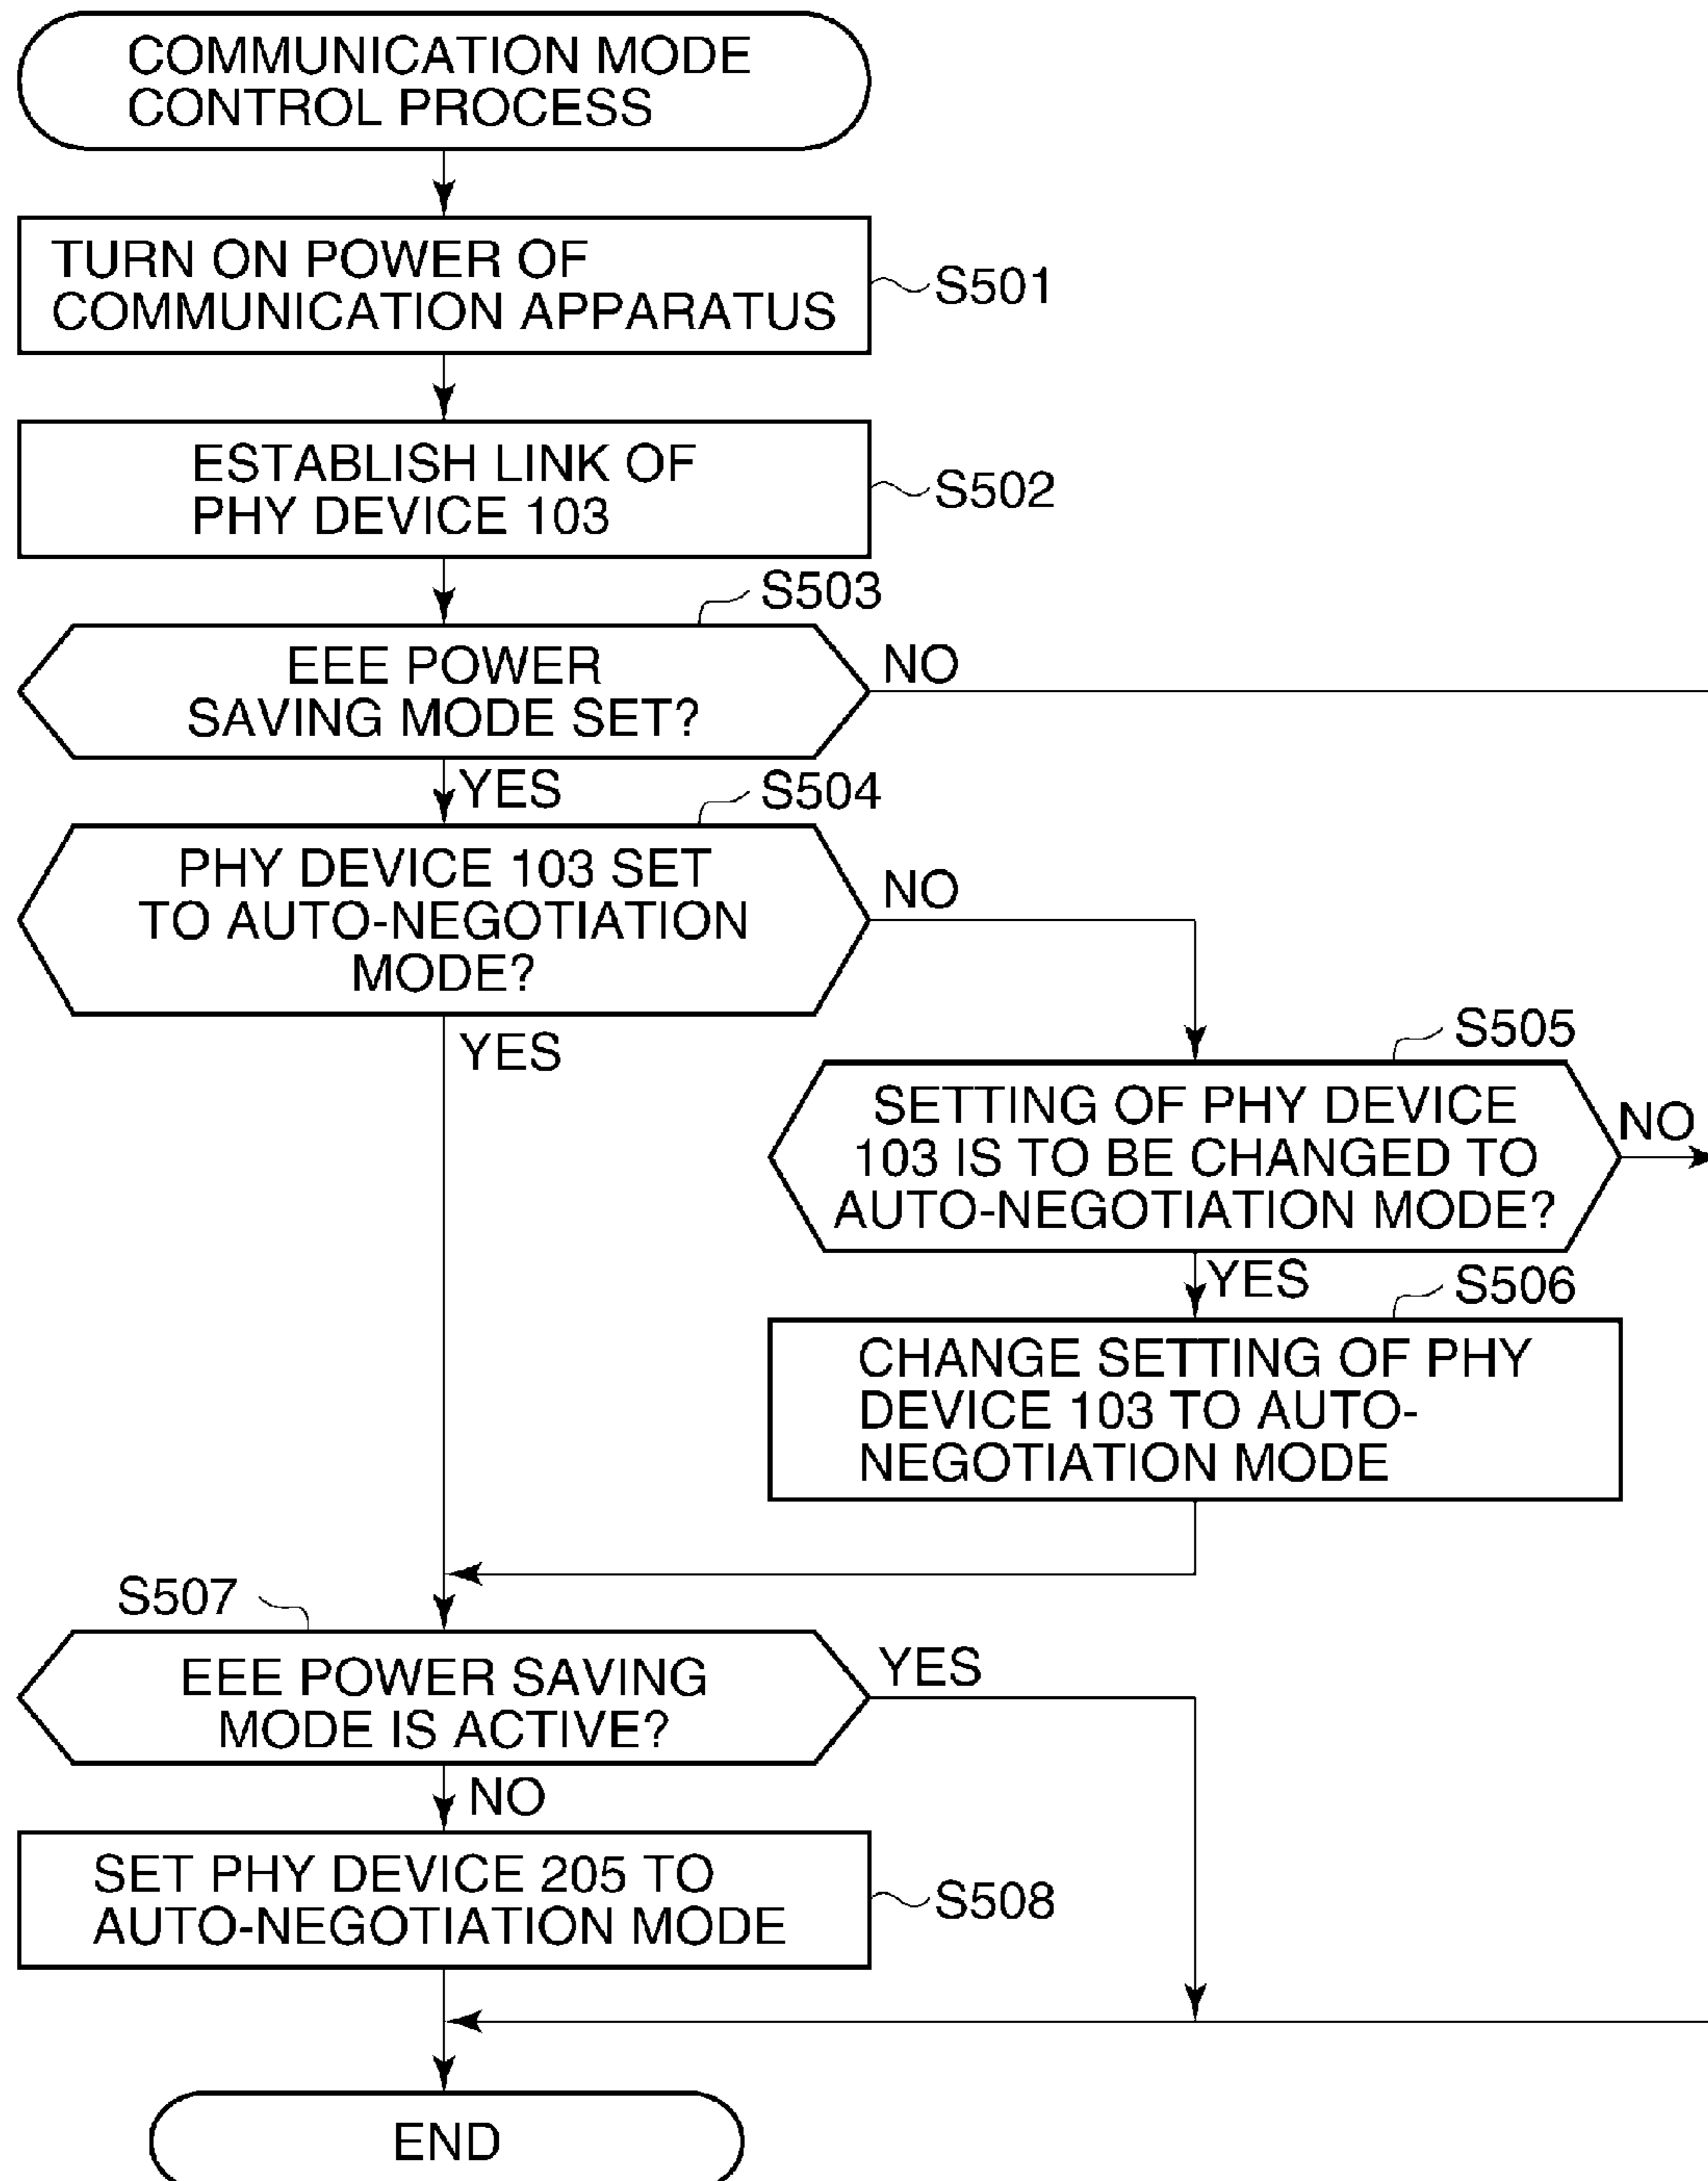 COMMUNICATION MODE
CONTROL PROCESS
TURN ON POWER OF
COMMUNICATION APPARATUS
S501
ESTABLISH LINK OF
PHY DEVICE 103
S502
S503
EEE POWER
SAVING MODE SET?
NO
YES
S504
PHY DEVICE 103 SET
TO AUTO-NEGOTIATION
MODE?
NO
YES
S505
SETTING OF PHY DEVICE
103 IS TO BE CHANGED TO
AUTO-NEGOTIATION MODE?
NO
YES
S506
CHANGE SETTING OF PHY
DEVICE 103 TO AUTO-
NEGOTIATION MODE
S507
EEE POWER SAVING
MODE IS ACTIVE?
YES
NO
SET PHY DEVICE 205 TO
AUTO-NEGOTIATION MODE
S508
END